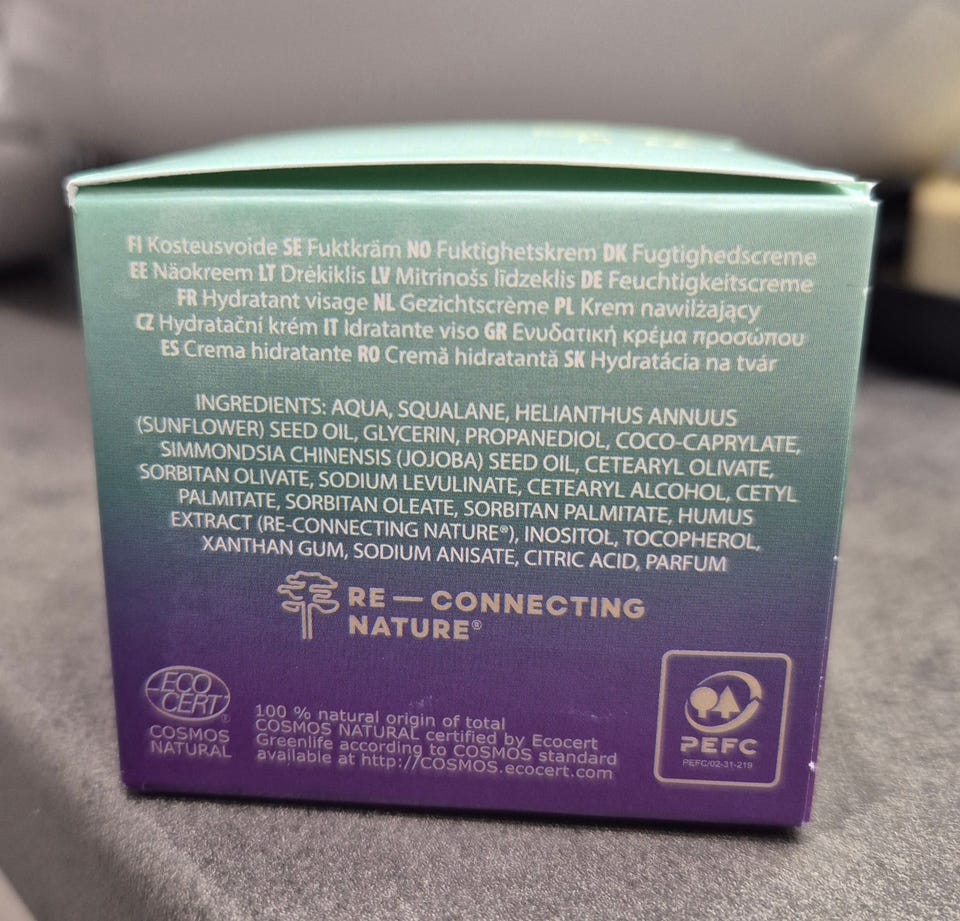 FI Kosteusvoide SE Fuktkräm NO Fuktighetskrem DK Fugtighedscreme
EE Näokreem LT Drėkiklis LV Mitrinošs līdzeklis DE Feuchtigkeitscreme
FR Hydratant visage NL Gezichtscrème PL Krem nawilżający
CZ Hydratační krém IT Idratante viso GR Ενυδατική κρέμα προσώπου
ES Crema hidratante RO Cremă hidratantă SK Hydratácia na tvár
INGREDIENTS: AQUA, SQUALANE, HELIANTHUS ANNUUS
(SUNFLOWER) SEED OIL, GLYCERIN, PROPANEDIOL, COCO-CAPRYLATE,
SIMMONDSIA CHINENSIS (JOJOBA) SEED OIL, CETEARYL OLIVATE,
SORBITAN OLIVATE, SODIUM LEVULINATE, CETEARYL ALCOHOL, CETYL
PALMITATE, SORBITAN OLEATE, SORBITAN PALMITATE, HUMUS
EXTRACT (RE-CONNECTING NATURE®), INOSITOL, TOCOPHEROL,
XANTHAN GUM, SODIUM ANISATE, CITRIC ACID, PARFUM
RE — CONNECTING
NATURE®
ECO
CERT®
COSMOS
NATURAL
100 % natural origin of total
COSMOS NATURAL certified by Ecocert
Greenlife according to COSMOS standard
available at http://COSMOS.ecocert.com
PEFC
PEFC/02-31-219